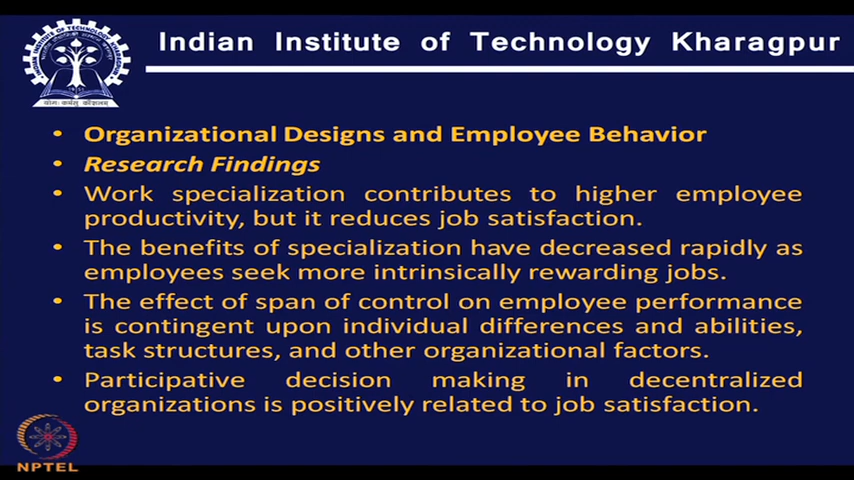 Indian Institute of Technology Kharagpur
• Organizational Designs and Employee Behavior
• Research Findings
• Work specialization contributes to higher employee
productivity, but it reduces job satisfaction.
• The benefits of specialization have decreased rapidly as
employees seek more intrinsically rewarding jobs.
• The effect of span of control on employee performance
is contingent upon individual differences and abilities,
task structures, and other organizational factors.
• Participative decision making in decentralized
organizations is positively related to job satisfaction.
NPTEL